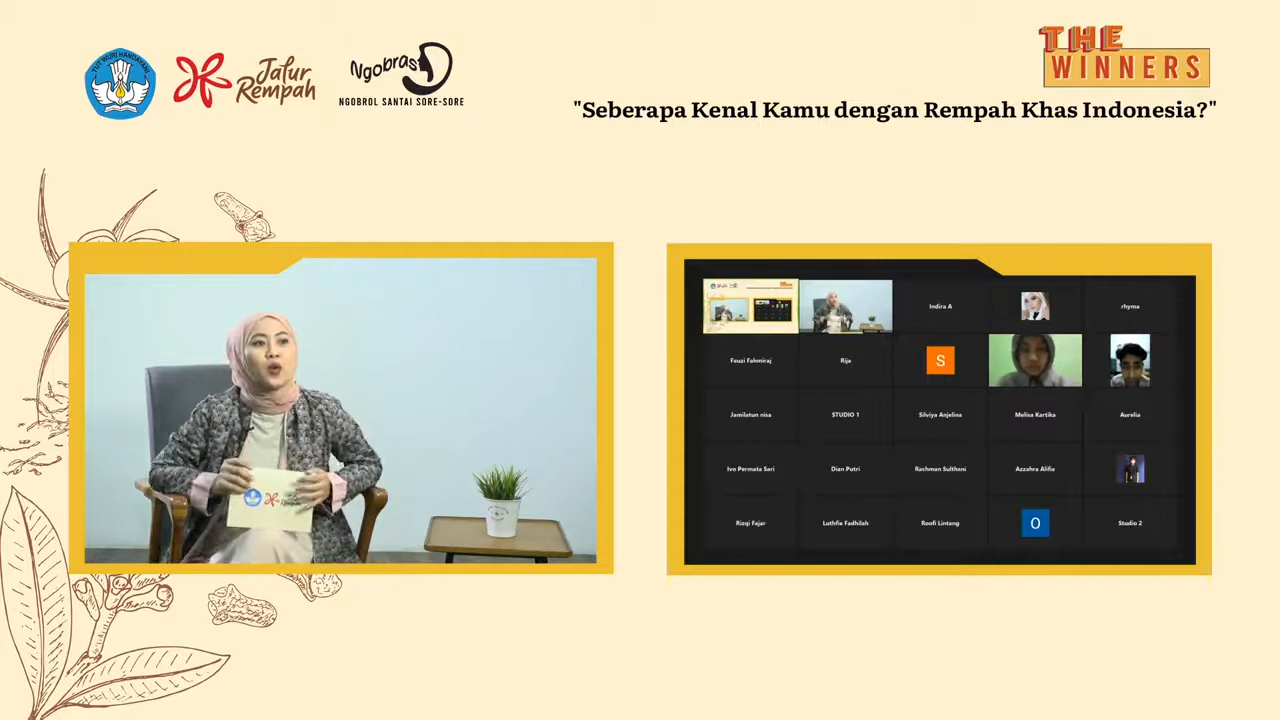 TUT WURI HANDAYANI
Jalur
Rempah
Ngobras
NGOBROL SANTAI SORE-SORE
THE
WINNERS
"Seberapa Kenal Kamu dengan Rempah Khas Indonesia?"
Indira A
rhyma
Fauzi Fahmiraj
Rija
S
Jamilatun nisa
STUDIO 1
Silviya Anjelina
Melisa Kartika
Aurelia
Ivo Permata Sari
Dian Putri
Rachman Sulthani
Azzahra Alifia
Rizqi Fajar
Luthfie Fadhilah
Roofi Lintang
O
Studio 2